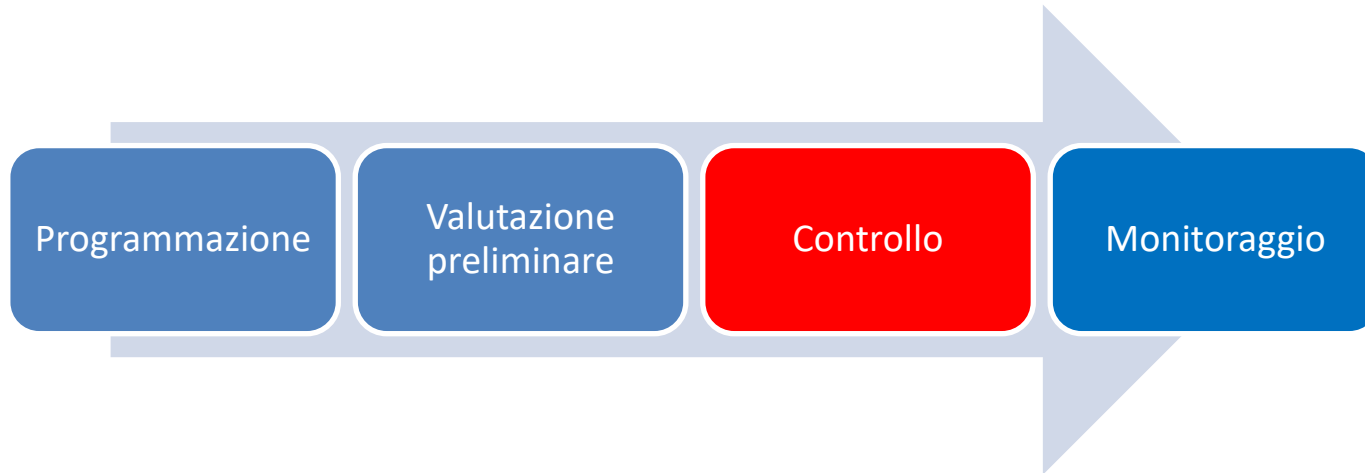 Programmazione
Valutazione
preliminare
Controllo
Monitoraggio